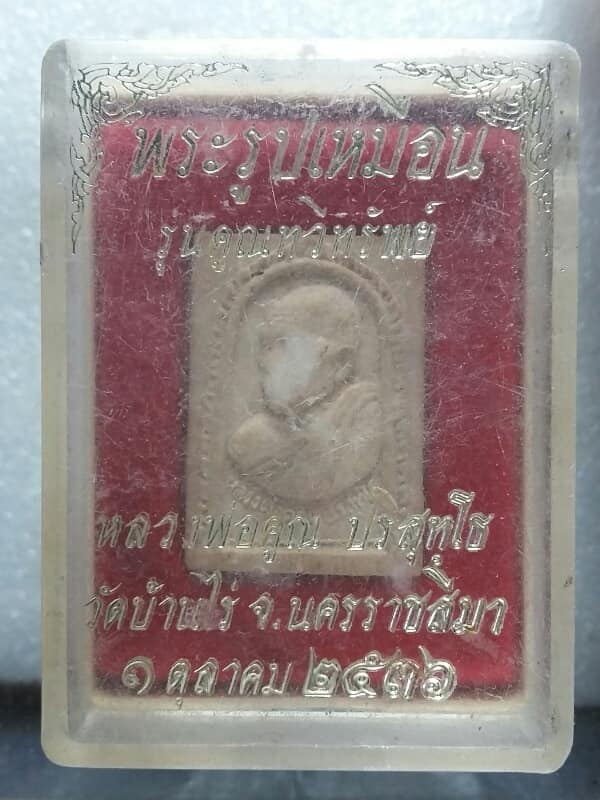 พระรูปเหมือน
รุ่นคูณทวีทรัพย์
หลวงพ่อคูณ ปริสุทฺโธ
วัดบ้านไร่ จ.นครราชสีมา
๑ ตุลาคม ๒๕๓๖